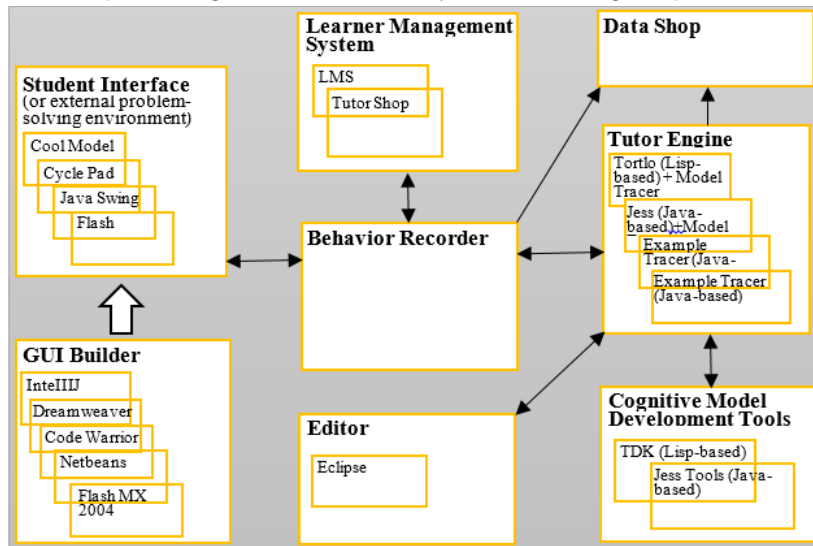 Learner Management
System
LMS
Tutor Shop
Data Shop
Student Interface
(or external problem-
solving environment)
Cool Model
Cycle Pad
Java Swing
Flash
Tutor Engine
Tortlo (Lisp-
based) + Model
Tracer
Jess (Java-
based)+Model
Example
Tracer (Java-
Example Tracer
(Java-based)
Behavior Recorder
GUI Builder
InteIIIJ
Dreamweaver
Code Warrior
Netbeans
Flash MX
2004
Editor
Eclipse
Cognitive Model
Development Tools
TDK (Lisp-based)
Jess Tools (Java-
based)